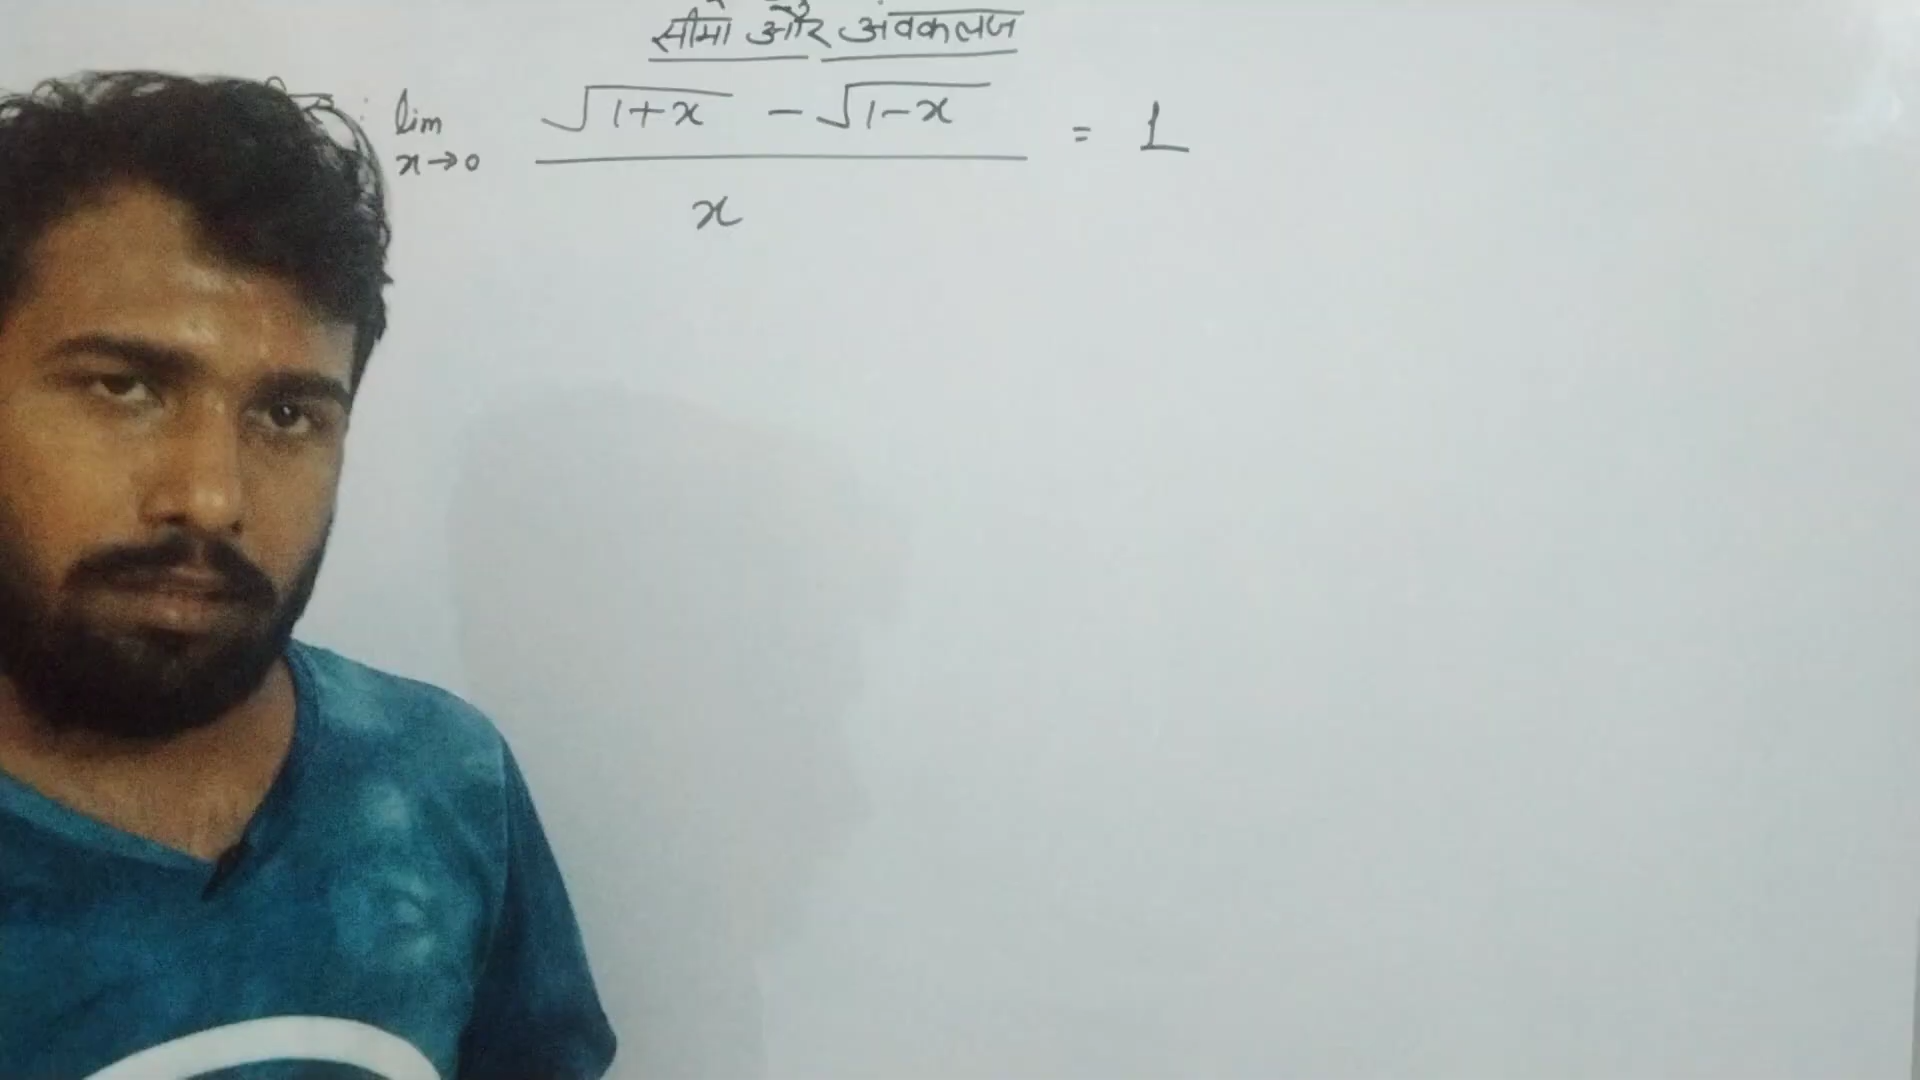 सीमा और अवकलज
lim x→0 (√(1+x) - √(1-x)) / x = 1